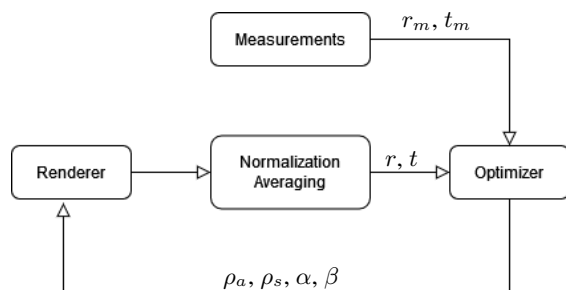 Measurements
r_m, t_m
Renderer
Normalization
Averaging
r, t
Optimizer
ρ_a, ρ_s, α, β